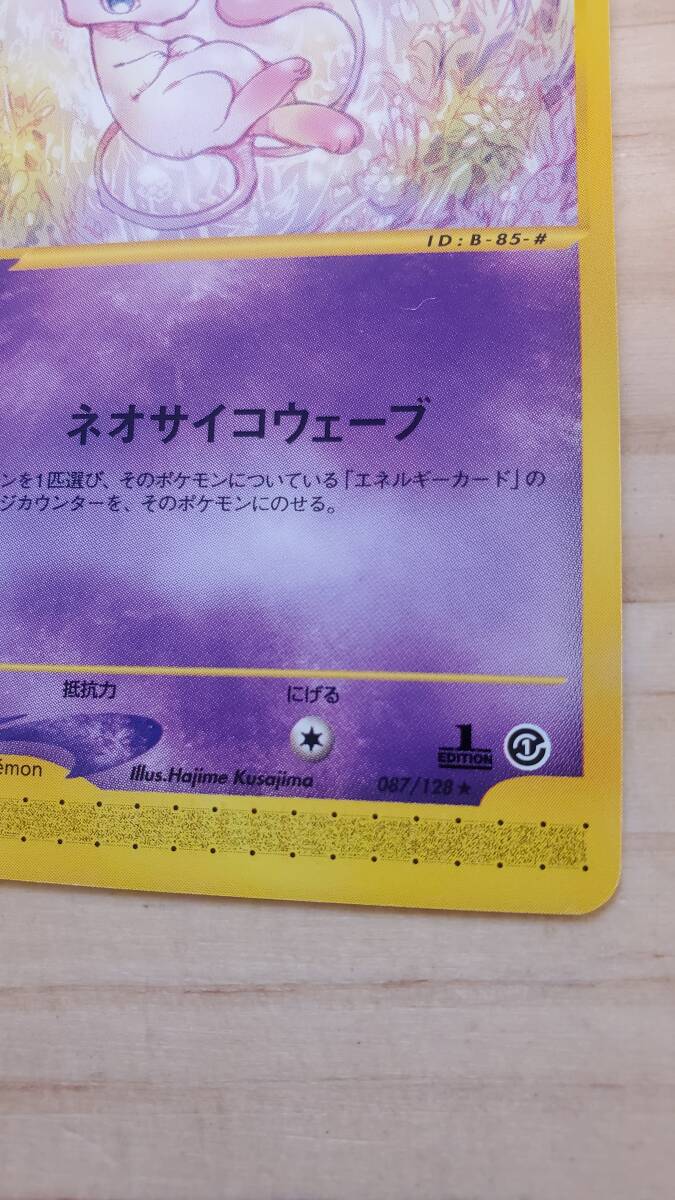 ID : B-85-#
ネオサイコウェーブ
ンを1匹選び、そのポケモンについている「エネルギーカード」の
ジカウンターを、そのポケモンにのせる。
抵抗力 にげる
1
EDITION
émon
Illus.Hajime Kusajima
087/128 ★